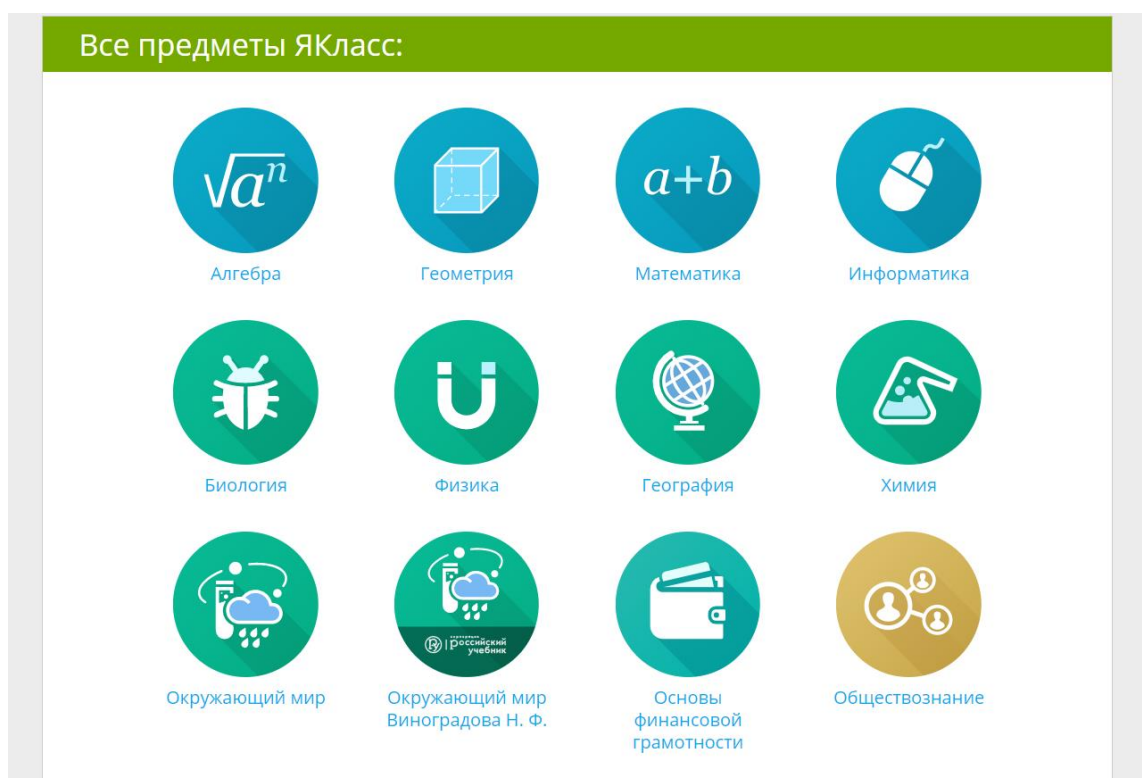 Все предметы ЯКласс:
√aⁿ
a+b
Алгебра
Геометрия
Математика
Информатика
Биология
Физика
География
Химия
корпорация
российский
учебник
Окружающий мир
Окружающий мир
Виноградова Н. Ф.
Основы
финансовой
грамотности
Обществознание